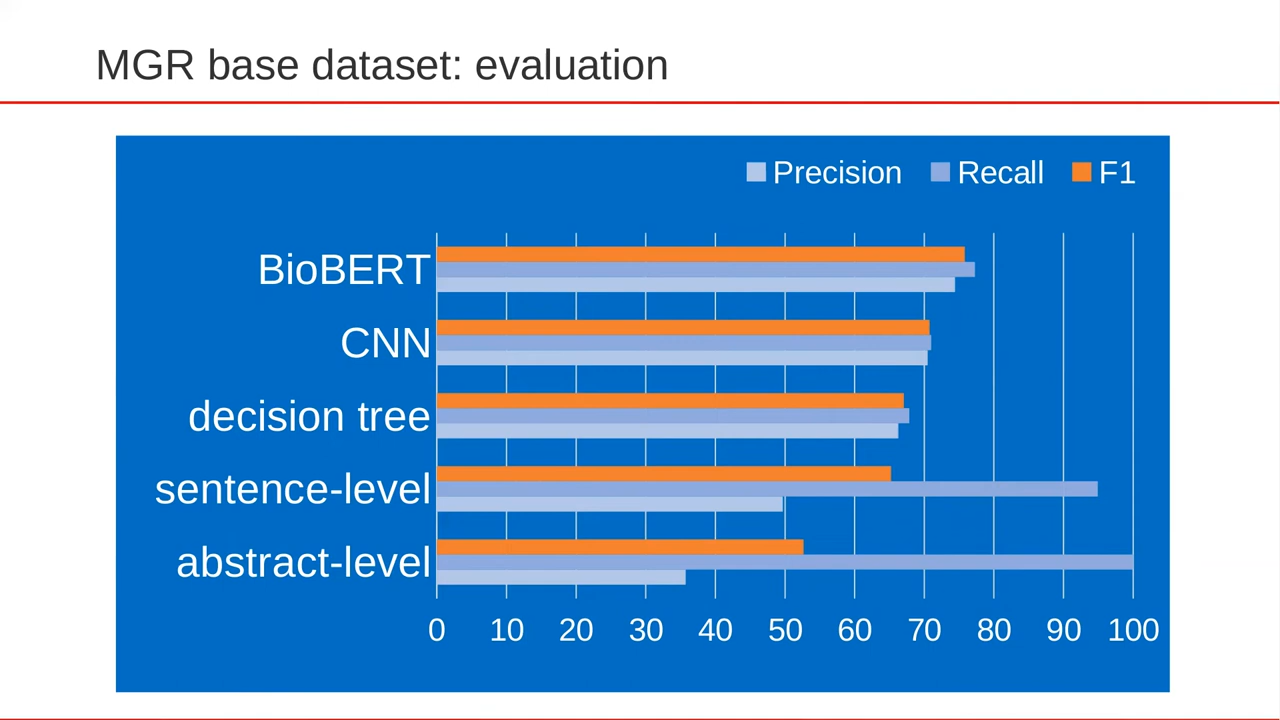 MGR base dataset: evaluation
Precision Recall F1
BioBERT
CNN
decision tree
sentence-level
abstract-level
0 10 20 30 40 50 60 70 80 90 100